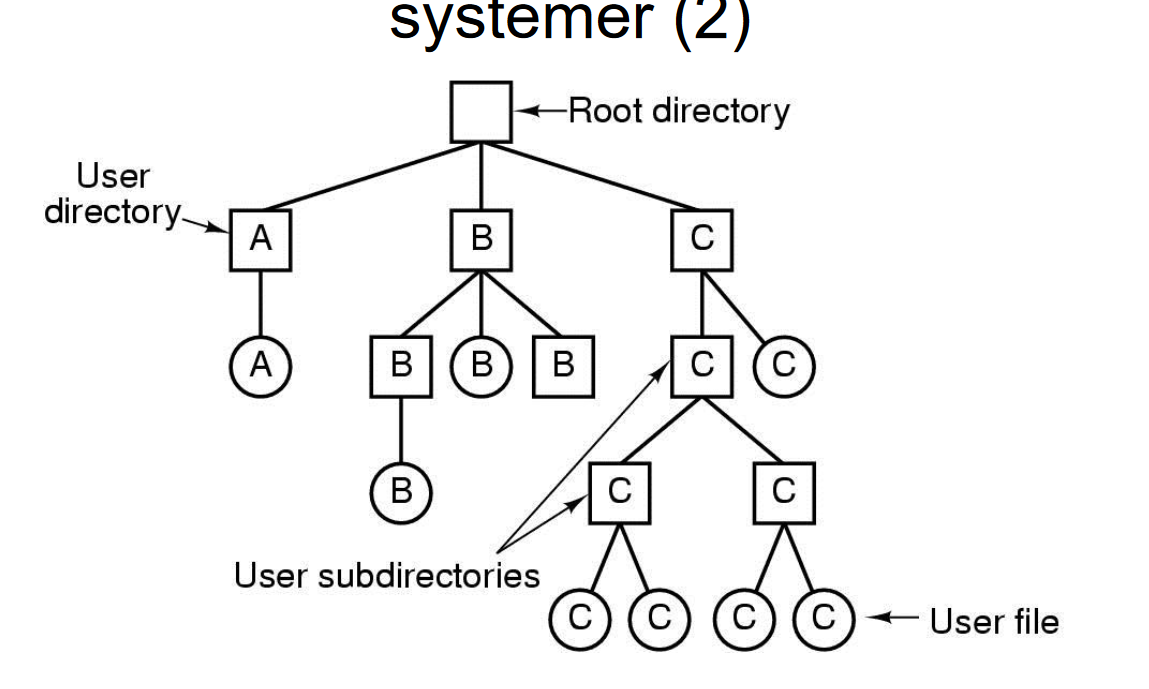 systemer (2)
Root directory
User
directory
A
B
C
A
B
B
B
C
C
B
C
C
User subdirectories
C
C
C
C
User file